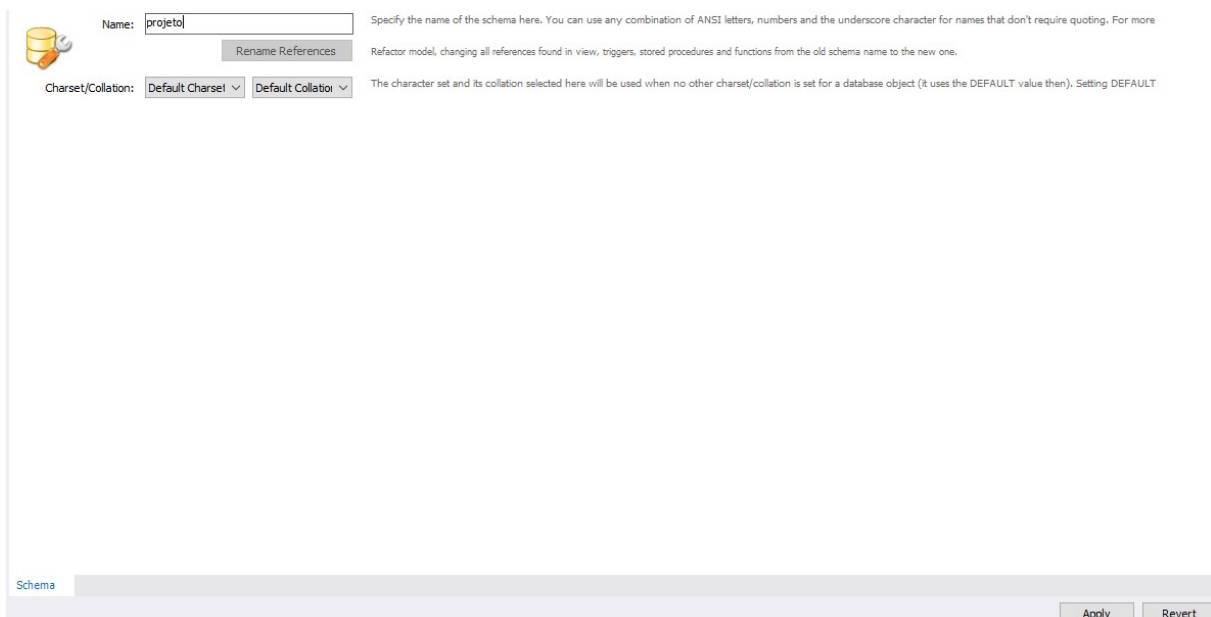 Name: projeto Specify the name of the schema here. You can use any combination of ANSI letters, numbers and the underscore character for names that don't require quoting. For more
Rename References Refactor model, changing all references found in view, triggers, stored procedures and functions from the old schema name to the new one.
Charset/Collation: Default Charset Default Collation The character set and its collation selected here will be used when no other charset/collation is set for a database object (it uses the DEFAULT value then). Setting DEFAULT
Schema
Apply Revert